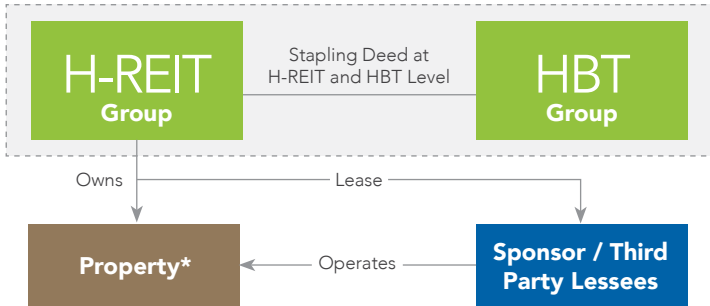 H-REIT
Group
Stapling Deed at
H-REIT and HBT Level
HBT
Group
Owns
Lease
Property*
Operates
Sponsor / Third
Party Lessees